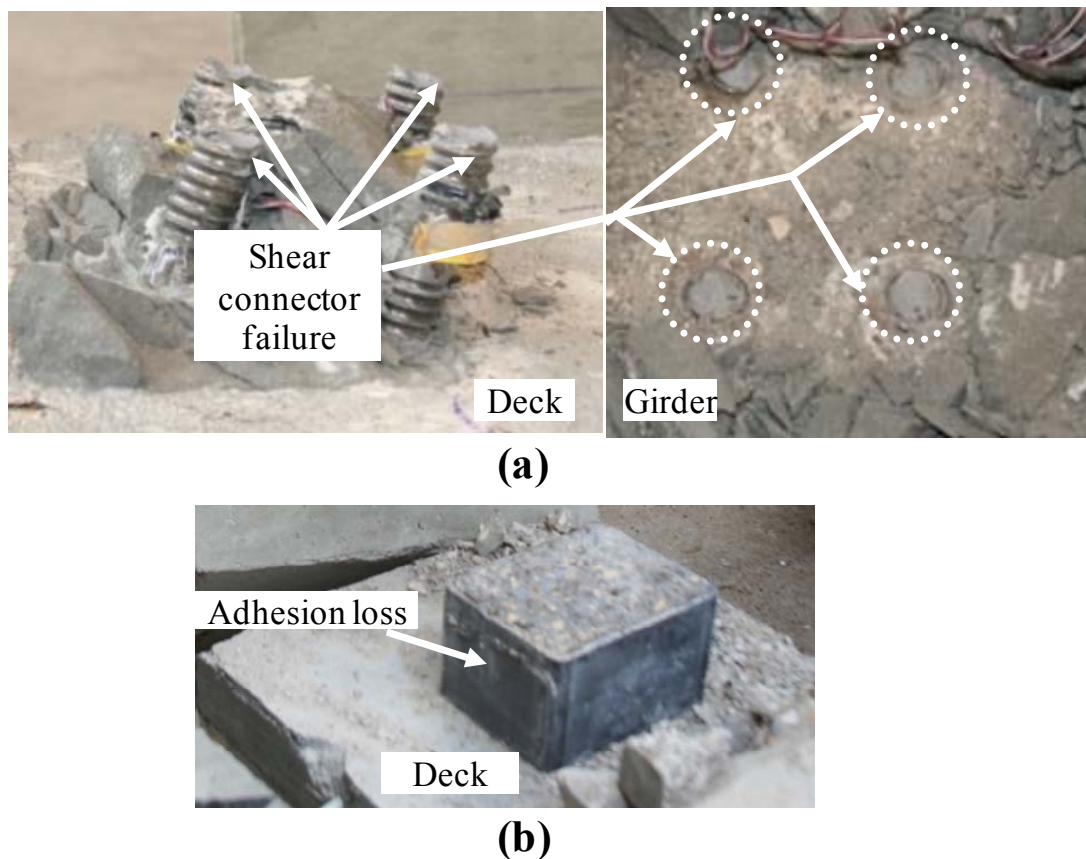 Shear
connector
failure
Deck
Girder
(a)
Adhesion loss
Deck
(b)